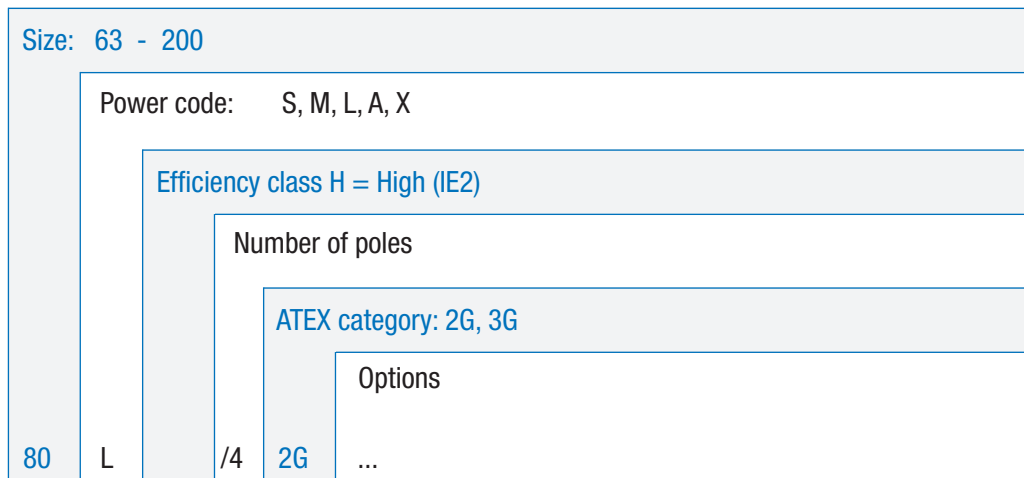 Size: 63 - 200
Power code: S, M, L, A, X
Efficiency class H = High (IE2)
Number of poles
ATEX category: 2G, 3G
Options
80 L /4 2G ...